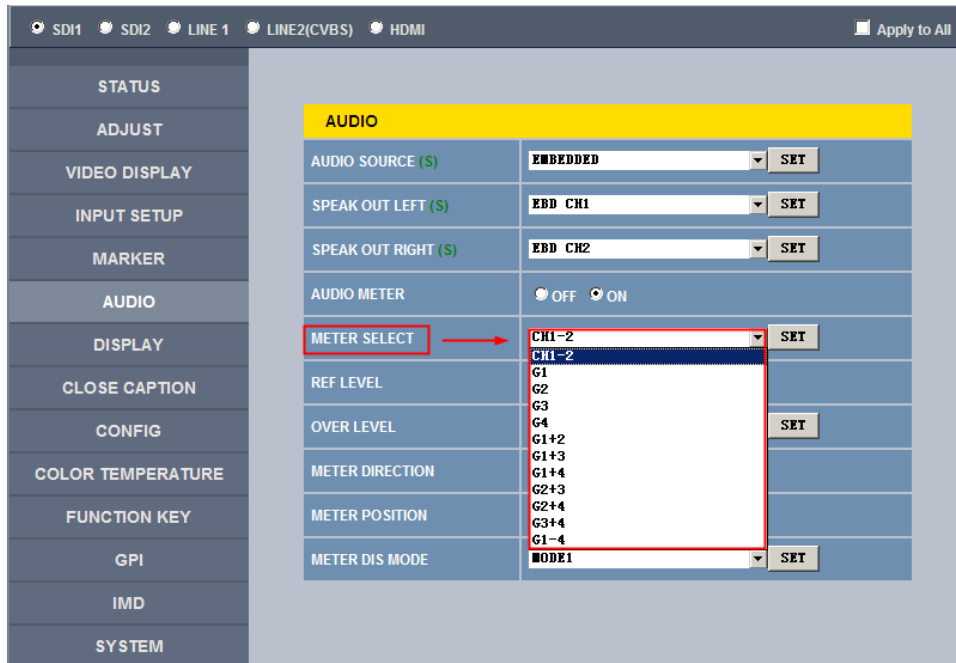 SDI1 SDI2 LINE 1 LINE2(CVBS) HDMI Apply to All
STATUS
ADJUST
VIDEO DISPLAY
INPUT SETUP
MARKER
AUDIO
DISPLAY
CLOSE CAPTION
CONFIG
COLOR TEMPERATURE
FUNCTION KEY
GPI
IMD
SYSTEM
AUDIO
AUDIO SOURCE (S) EMBEDDED SET
SPEAK OUT LEFT (S) EBD CH1 SET
SPEAK OUT RIGHT (S) EBD CH2 SET
AUDIO METER OFF ON
METER SELECT CH1-2 SET
CH1-2
G1
G2
G3
G4
G1+2
G1+3
G1+4
G2+3
G2+4
G3+4
G1-4
REF LEVEL
OVER LEVEL SET
METER DIRECTION
METER POSITION
METER DIS MODE MODE1 SET